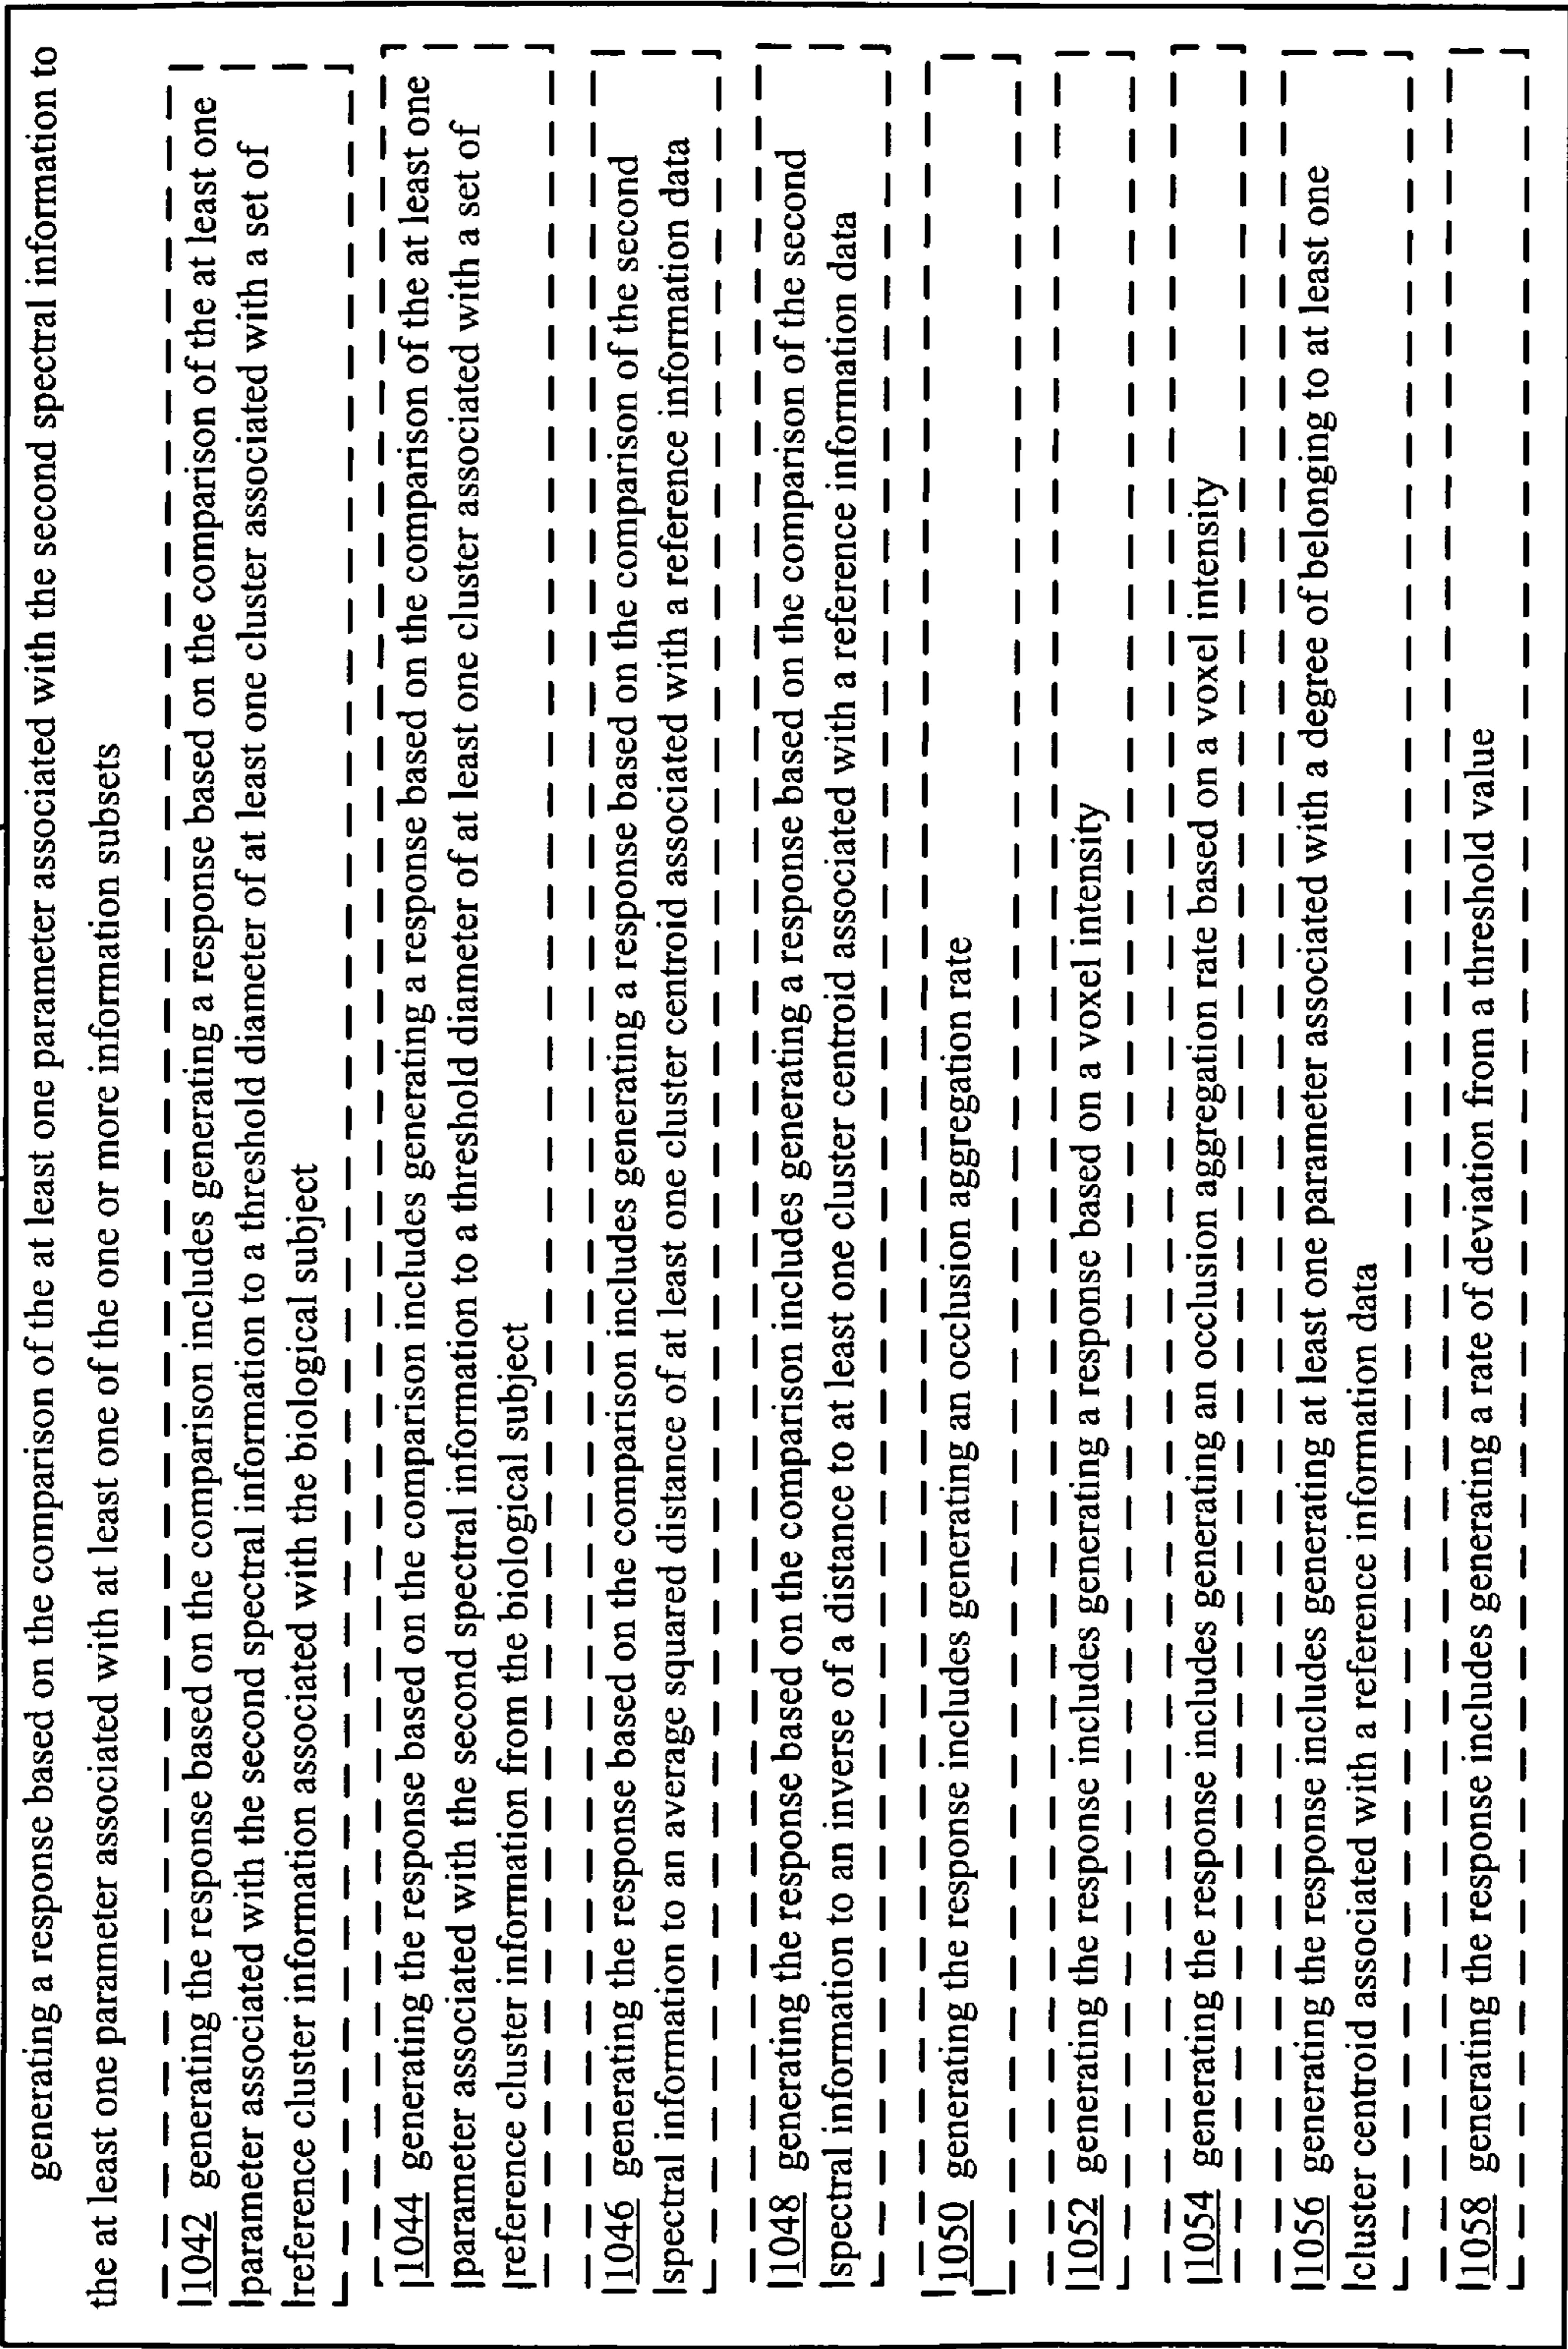 generating a response based on the comparison of the at least one parameter associated with the second spectral information to
the at least one parameter associated with at least one of the one or more information subsets
1042 generating the response based on the comparison includes generating a response based on the comparison of the at least one
parameter associated with the second spectral information to a threshold diameter of at least one cluster associated with a set of
reference cluster information associated with the biological subject
1044 generating the response based on the comparison includes generating a response based on the comparison of the at least one
parameter associated with the second spectral information to a threshold diameter of at least one cluster associated with a set of
reference cluster information from the biological subject
1046 generating the response based on the comparison includes generating a response based on the comparison of the second
spectral information to an average squared distance of at least one cluster centroid associated with a reference information data
1048 generating the response based on the comparison includes generating a response based on the comparison of the second
spectral information to an inverse of a distance to at least one cluster centroid associated with a reference information data
1050 generating the response includes generating an occlusion aggregation rate
1052 generating the response includes generating a response based on a voxel intensity
1054 generating the response includes generating an occlusion aggregation rate based on a voxel intensity
1056 generating the response includes generating at least one parameter associated with a degree of belonging to at least one
cluster centroid associated with a reference information data
1058 generating the response includes generating a rate of deviation from a threshold value